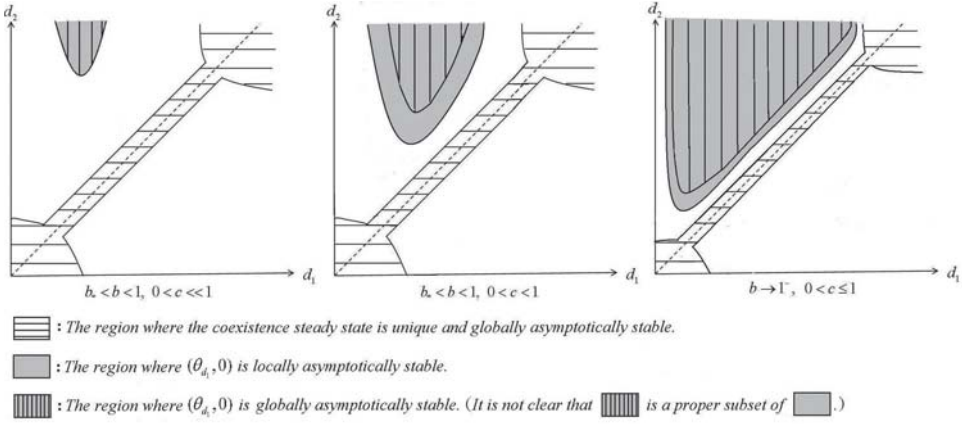 d₂
d₂
d₂
d₁
d₁
d₁
b* < b < 1, 0 < c << 1
b* < b < 1, 0 < c < 1
b → 1⁻, 0 < c ≤ 1
: The region where the coexistence steady state is unique and globally asymptotically stable.
: The region where (θ_d₁, 0) is locally asymptotically stable.
: The region where (θ_d₁, 0) is globally asymptotically stable. (It is not clear that is a proper subset of .)